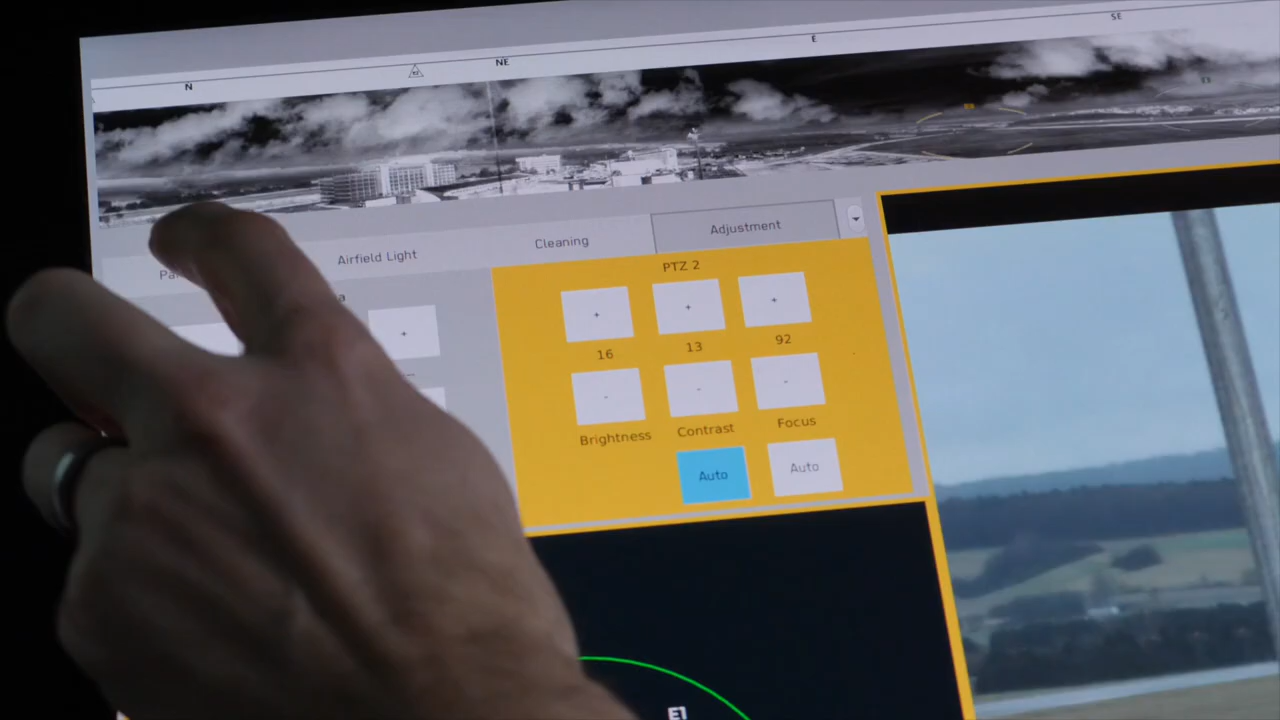 N
NE
E
SE
Airfield Light
Cleaning
Adjustment
PTZ 2
+ + + +
16 13 92
- - -
Brightness Contrast Focus
Auto Auto
E1